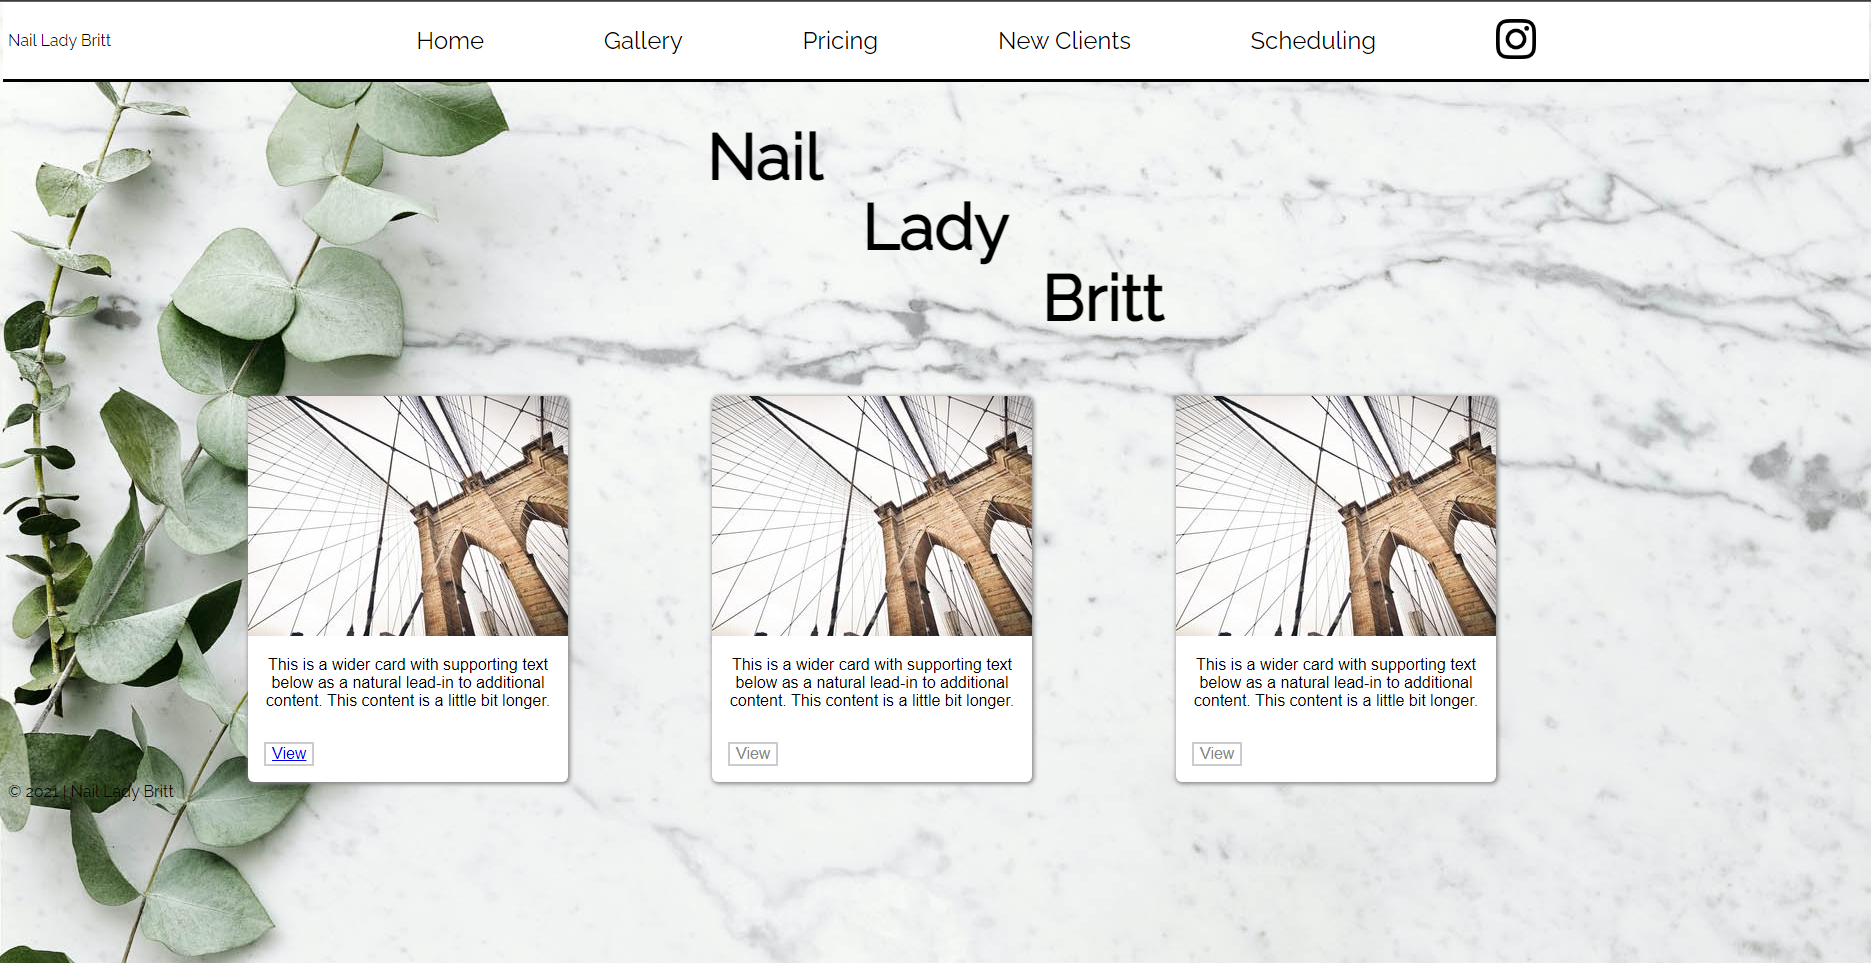 Nail Lady Britt
Home
Gallery
Pricing
New Clients
Scheduling
Nail
Lady
Britt
This is a wider card with supporting text
below as a natural lead-in to additional
content. This content is a little bit longer.
View
This is a wider card with supporting text
below as a natural lead-in to additional
content. This content is a little bit longer.
View
This is a wider card with supporting text
below as a natural lead-in to additional
content. This content is a little bit longer.
View
© 2021 | Nail Lady Britt